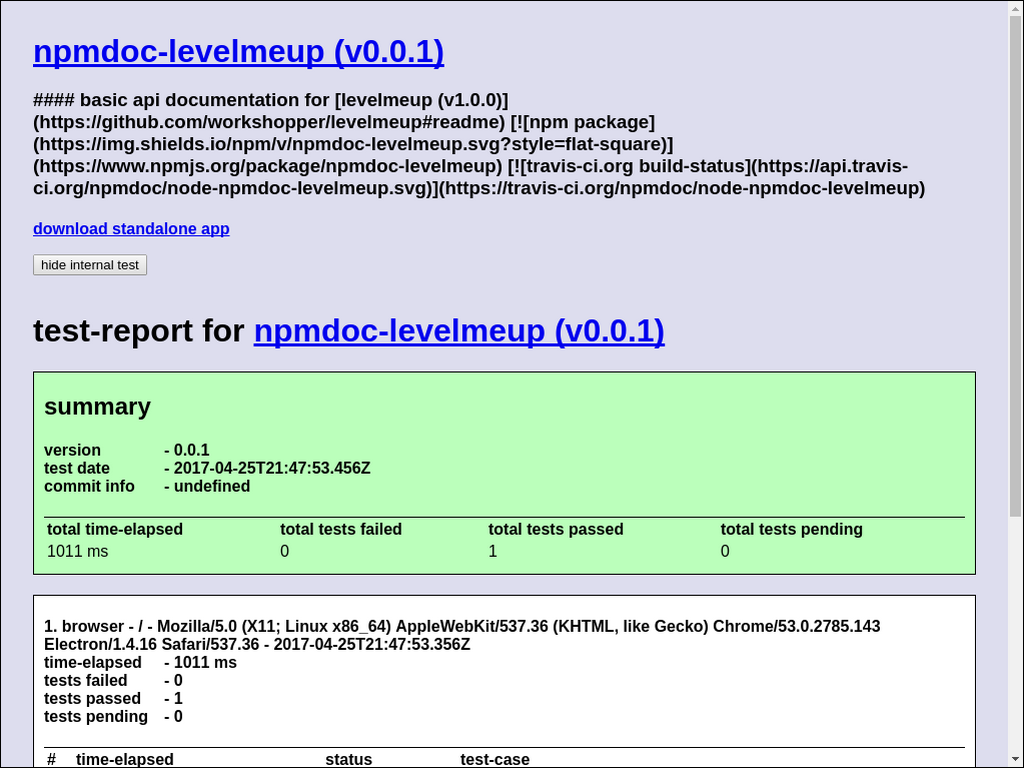 npmdoc-levelmeup (v0.0.1)
#### basic api documentation for [levelmeup (v1.0.0)]
(https://github.com/workshopper/levelmeup#readme) [![npm package]
(https://img.shields.io/npm/v/npmdoc-levelmeup.svg?style=flat-square)]
(https://www.npmjs.org/package/npmdoc-levelmeup) [![travis-ci.org build-status](https://api.travis-
ci.org/npmdoc/node-npmdoc-levelmeup.svg)](https://travis-ci.org/npmdoc/node-npmdoc-levelmeup)
download standalone app
hide internal test
test-report for npmdoc-levelmeup (v0.0.1)
summary
version - 0.0.1
test date - 2017-04-25T21:47:53.456Z
commit info - undefined
total time-elapsed total tests failed total tests passed total tests pending
1011 ms 0 1 0
1. browser - / - Mozilla/5.0 (X11; Linux x86_64) AppleWebKit/537.36 (KHTML, like Gecko) Chrome/53.0.2785.143
Electron/1.4.16 Safari/537.36 - 2017-04-25T21:47:53.356Z
time-elapsed - 1011 ms
tests failed - 0
tests passed - 1
tests pending - 0
# time-elapsed status test-case